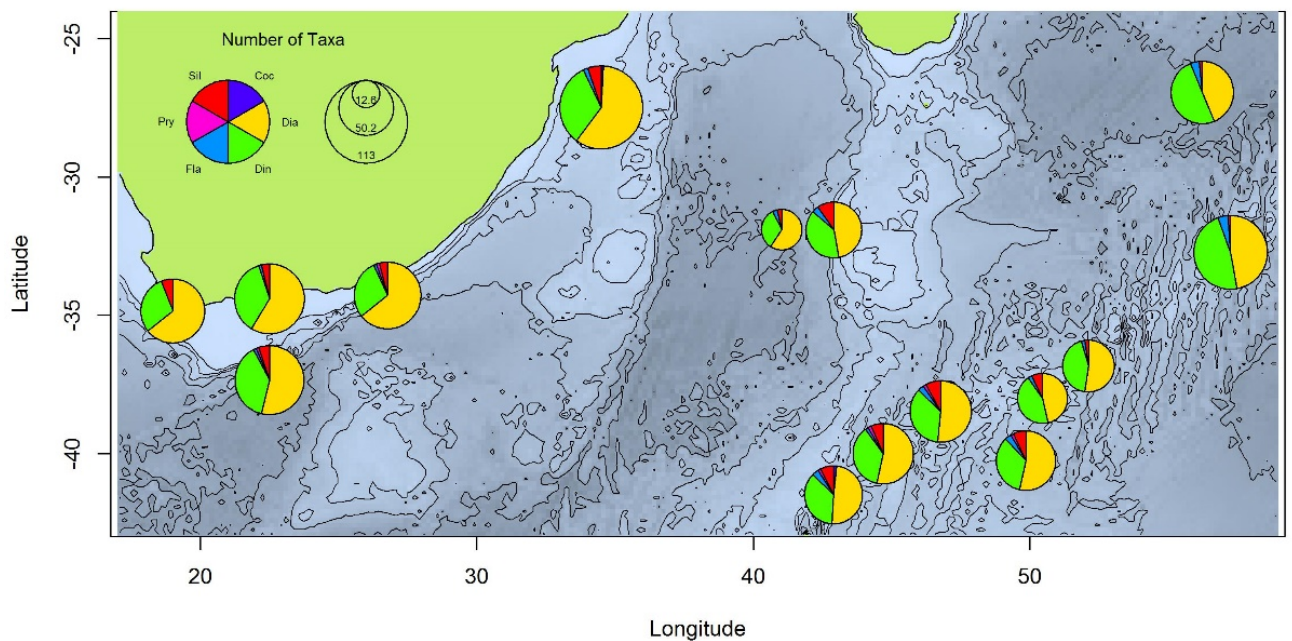 Number of Taxa
Sil Coc
Pry Dia
Fla Din
12.6
50.2
113
-25
-30
-35
-40
Latitude
20 30 40 50
Longitude